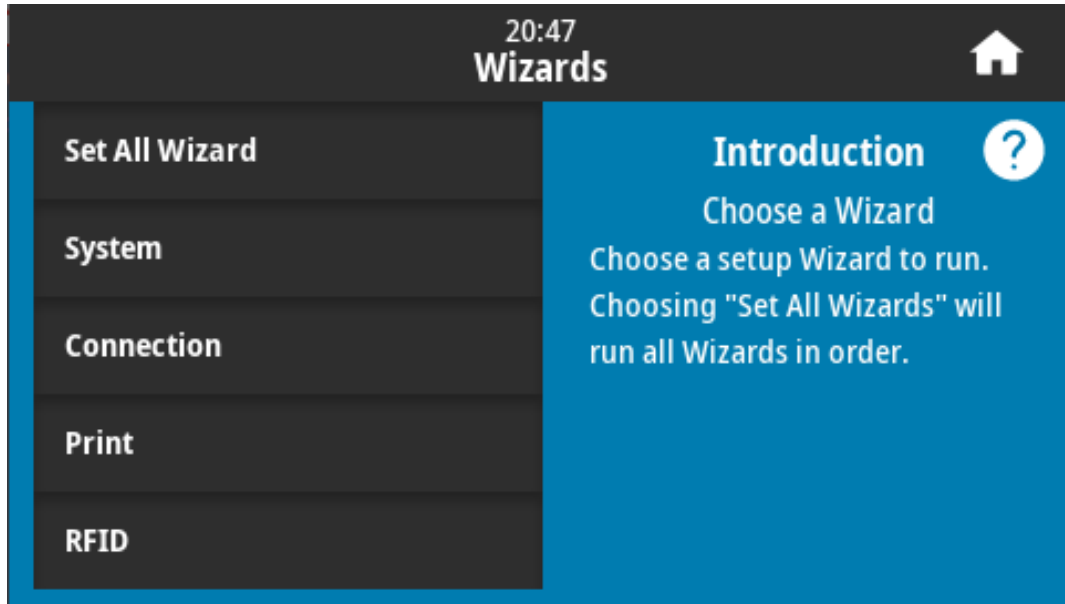 20:47
Wizards
Set All Wizard
System
Connection
Print
RFID
Introduction
?
Choose a Wizard
Choose a setup Wizard to run.
Choosing "Set All Wizards" will
run all Wizards in order.